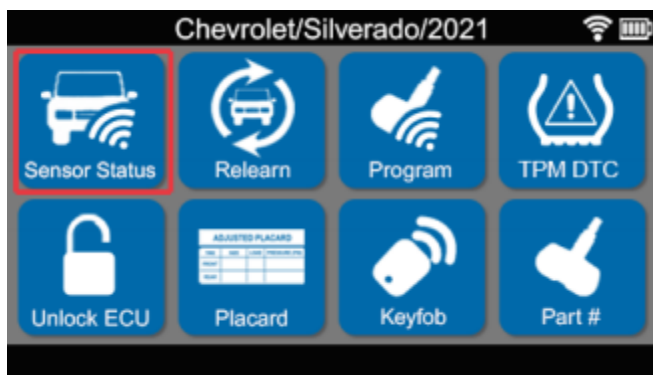 Chevrolet/Silverado/2021
Sensor Status
Relearn
Program
TPM DTC
Unlock ECU
ADJUSTED PLACARD
Placard
Keyfob
Part #